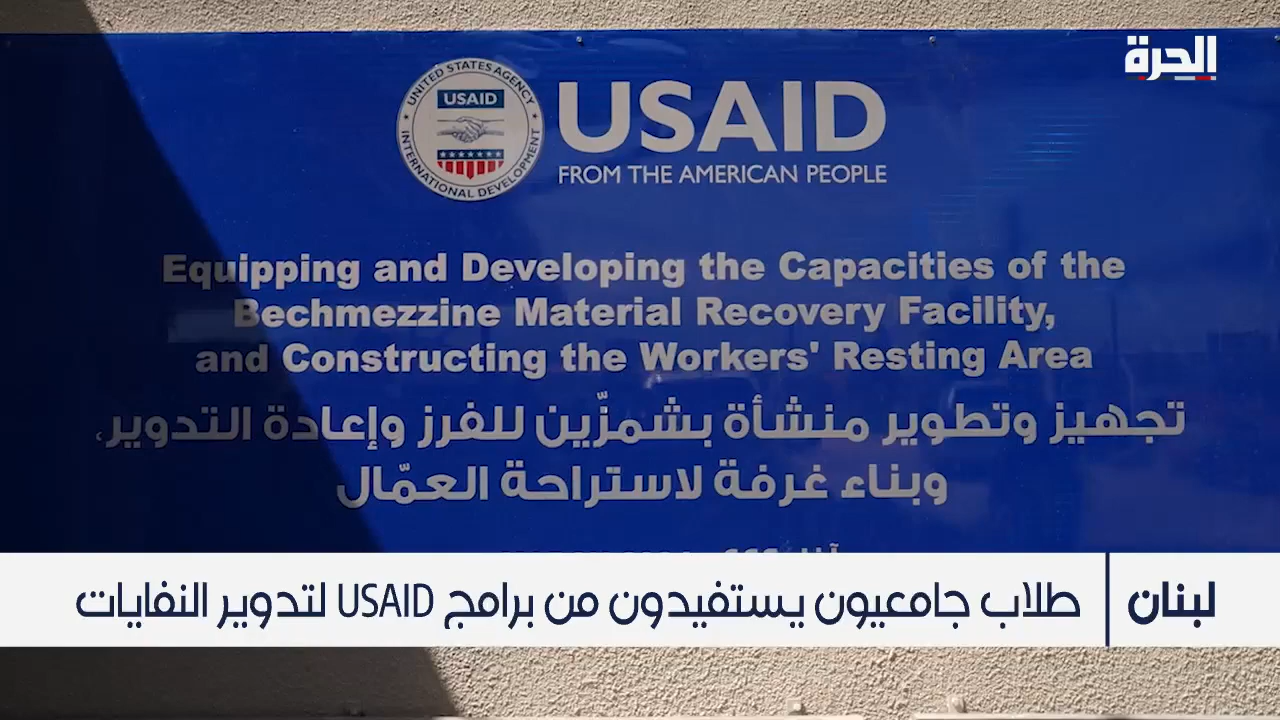 الحرة
UNITED STATES AGENCY
USAID
INTERNATIONAL DEVELOPMENT
USAID
FROM THE AMERICAN PEOPLE
Equipping and Developing the Capacities of the
Bechmezzine Material Recovery Facility,
and Constructing the Workers' Resting Area
تجهيز وتطوير منشأة بشمزّين للفرز وإعادة التدوير،
وبناء غرفة لاستراحة العمّال
لبنان
طلاب جامعيون يستفيدون من برامج USAID لتدوير النفايات